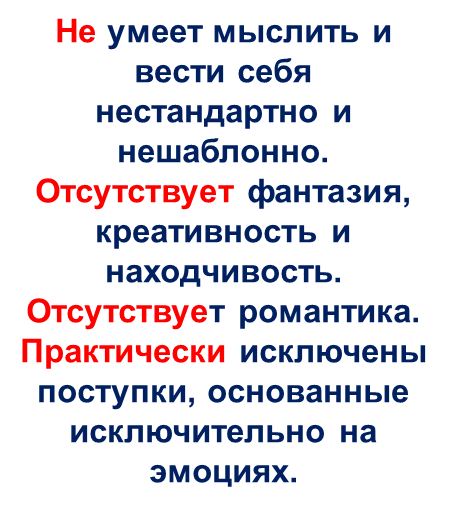 Не умеет мыслить и
вести себя
нестандартно и
нешаблонно.
Отсутствует фантазия,
креативность и
находчивость.
Отсутствует романтика.
Практически исключены
поступки, основанные
исключительно на
эмоциях.